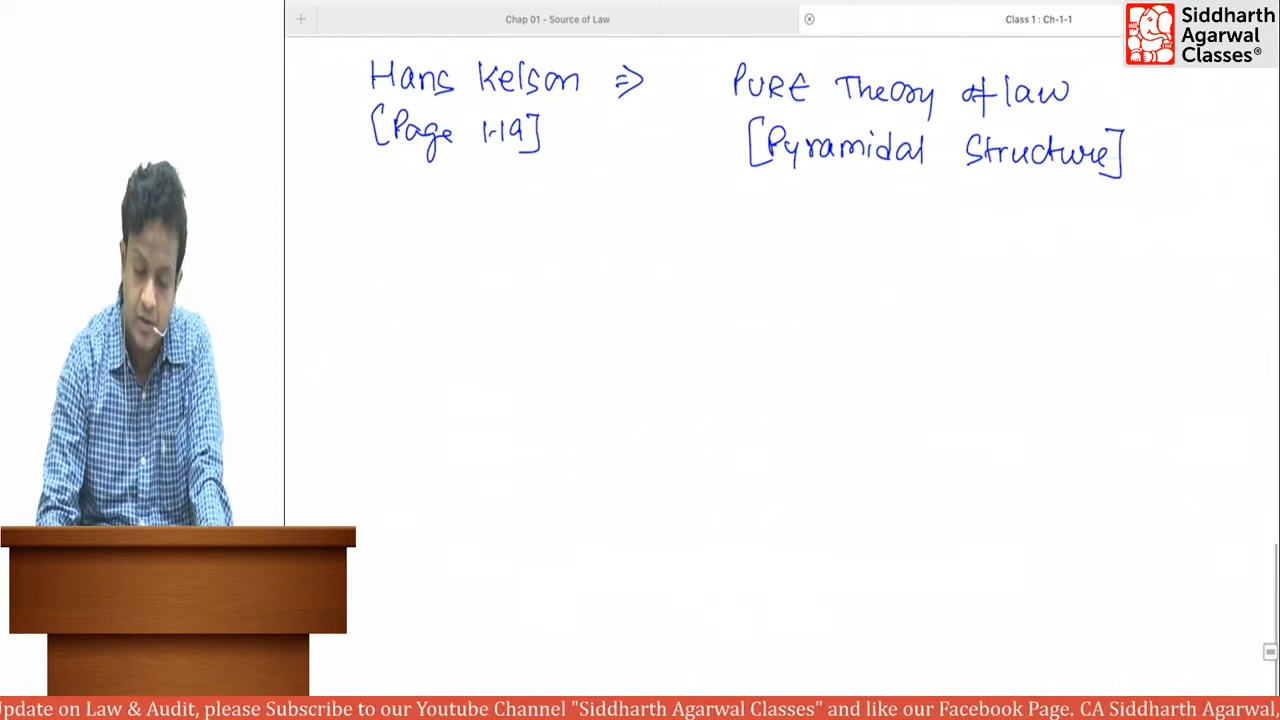 Chap 01 - Source of Law
Class 1 : Ch-1-1
Siddharth
Agarwal
Classes®
Hans Kelson ⇒ PURE Theory of law
[Page 1.19] [Pyramidal Structure]
Update on Law & Audit, please Subscribe to our Youtube Channel "Siddharth Agarwal Classes" and like our Facebook Page. CA Siddharth Agarwal